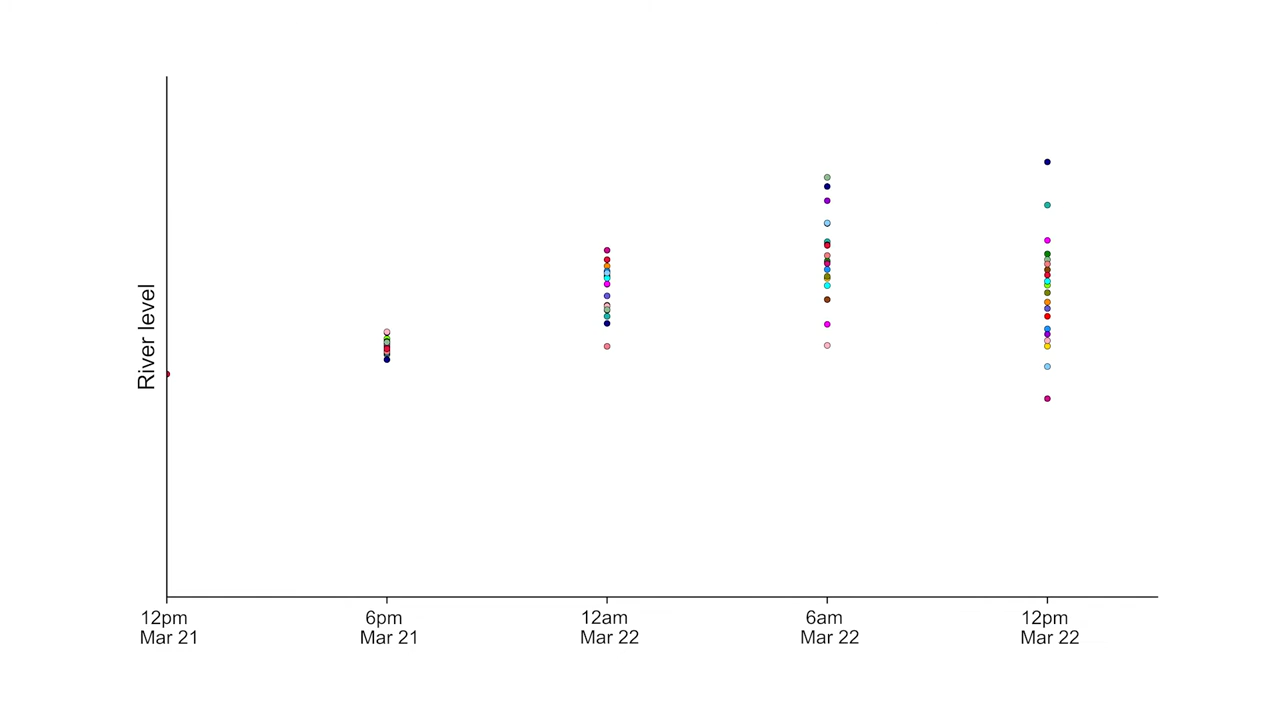 River level
12pm
Mar 21
6pm
Mar 21
12am
Mar 22
6am
Mar 22
12pm
Mar 22